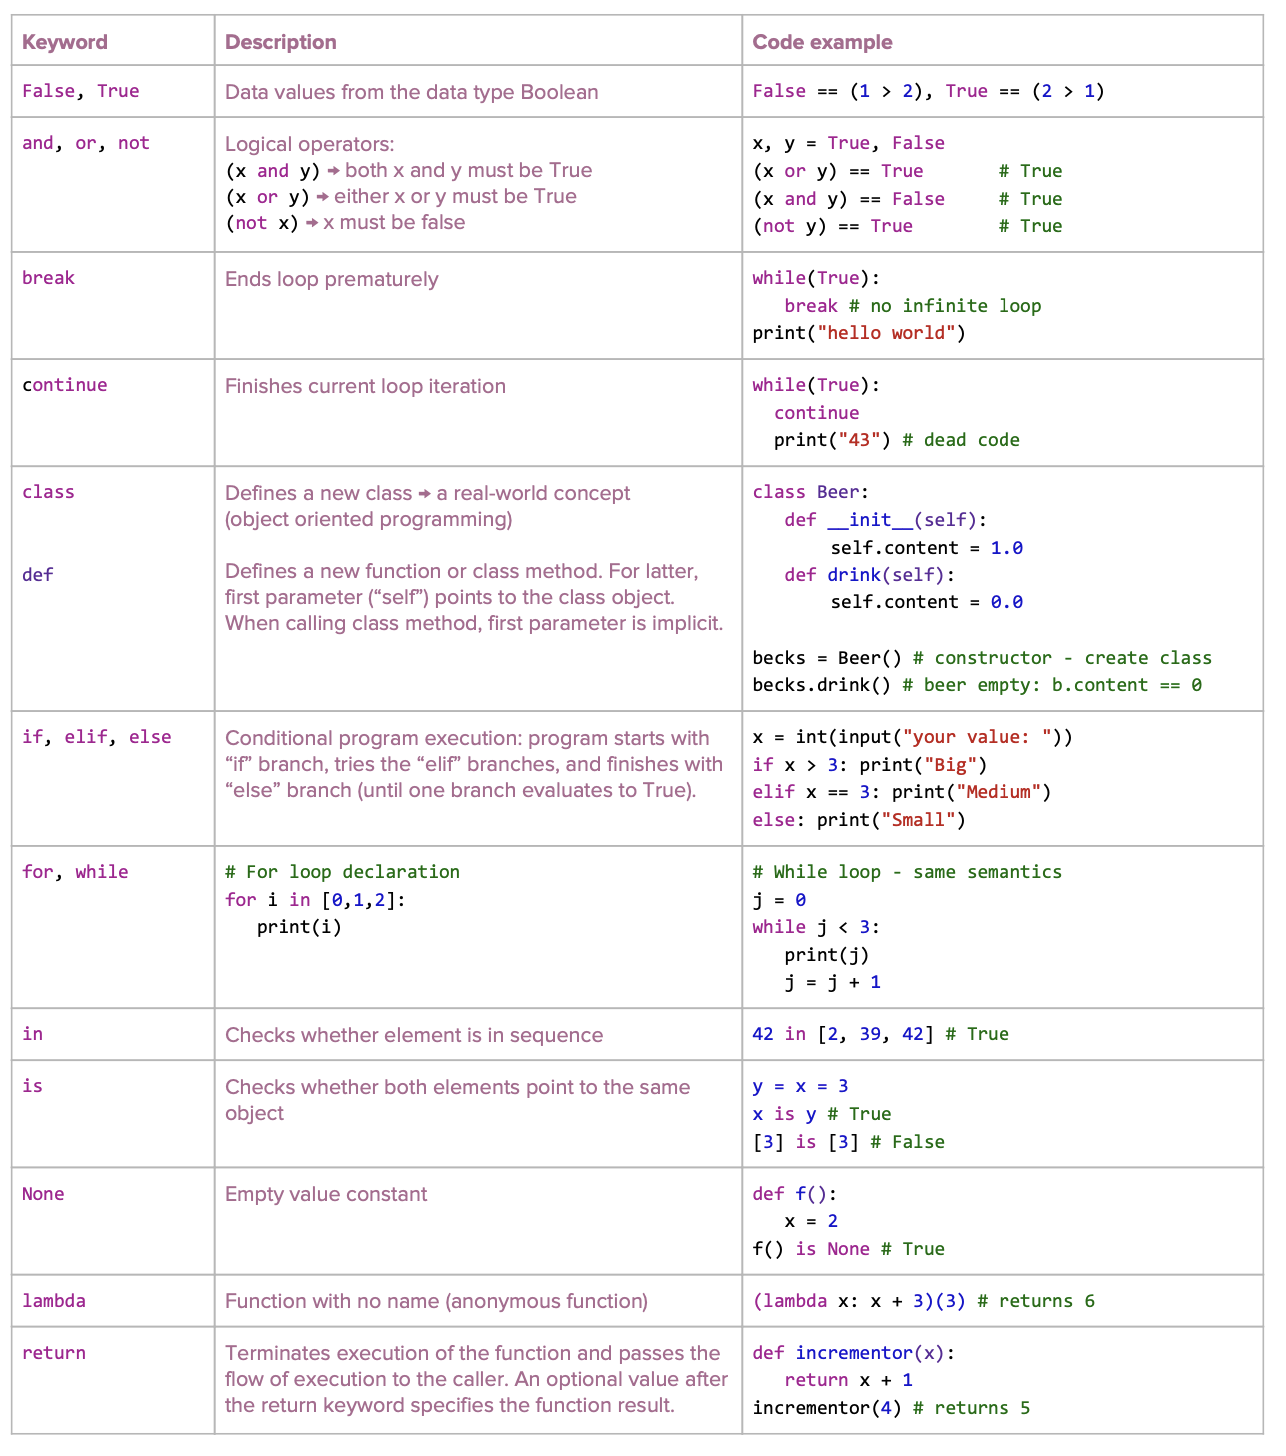 Keyword Description Code example
False, True Data values from the data type Boolean False == (1 > 2), True == (2 > 1)
and, or, not
Logical operators:
(x and y) → both x and y must be True
(x or y) → either x or y must be True
(not x) → x must be false
x, y = True, False
(x or y) == True # True
(x and y) == False # True
(not y) == True # True
break
Ends loop prematurely
while(True):
break # no infinite loop
print("hello world")
continue
Finishes current loop iteration
while(True):
continue
print("43") # dead code
class
Defines a new class → a real-world concept
(object oriented programming)
def
Defines a new function or class method. For latter,
first parameter (“self”) points to the class object.
When calling class method, first parameter is implicit.
class Beer:
def __init__(self):
self.content = 1.0
def drink(self):
self.content = 0.0
becks = Beer() # constructor - create class
becks.drink() # beer empty: b.content == 0
if, elif, else
Conditional program execution: program starts with
“if” branch, tries the “elif” branches, and finishes with
“else” branch (until one branch evaluates to True).
x = int(input("your value: "))
if x > 3: print("Big")
elif x == 3: print("Medium")
else: print("Small")
for, while
# For loop declaration
for i in [0,1,2]:
print(i)
# While loop - same semantics
j = 0
while j < 3:
print(j)
j = j + 1
in
Checks whether element is in sequence
42 in [2, 39, 42] # True
is
Checks whether both elements point to the same
object
y = x = 3
x is y # True
[3] is [3] # False
None
Empty value constant
def f():
x = 2
f() is None # True
lambda
Function with no name (anonymous function)
(lambda x: x + 3)(3) # returns 6
return
Terminates execution of the function and passes the
flow of execution to the caller. An optional value after
the return keyword specifies the function result.
def incrementor(x):
return x + 1
incrementor(4) # returns 5